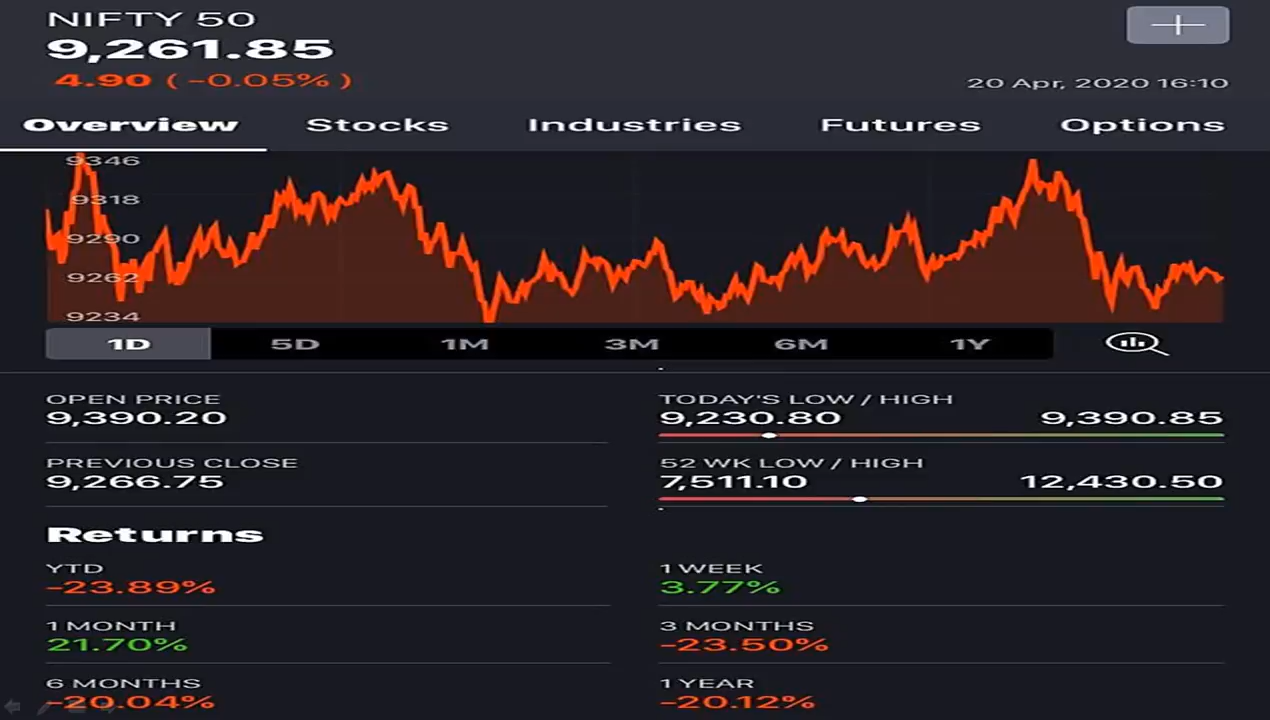 NIFTY 50
9,261.85
4.90 ( -0.05% )
20 Apr, 2020 16:10
Overview Stocks Industries Futures Options
9346
9318
9290
9262
9234
1D 5D 1M 3M 6M 1Y
OPEN PRICE
9,390.20
TODAY'S LOW / HIGH
9,230.80 9,390.85
PREVIOUS CLOSE
9,266.75
52 WK LOW / HIGH
7,511.10 12,430.50
Returns
YTD
-23.89%
1 WEEK
3.77%
1 MONTH
21.70%
3 MONTHS
-23.50%
6 MONTHS
-20.04%
1 YEAR
-20.12%